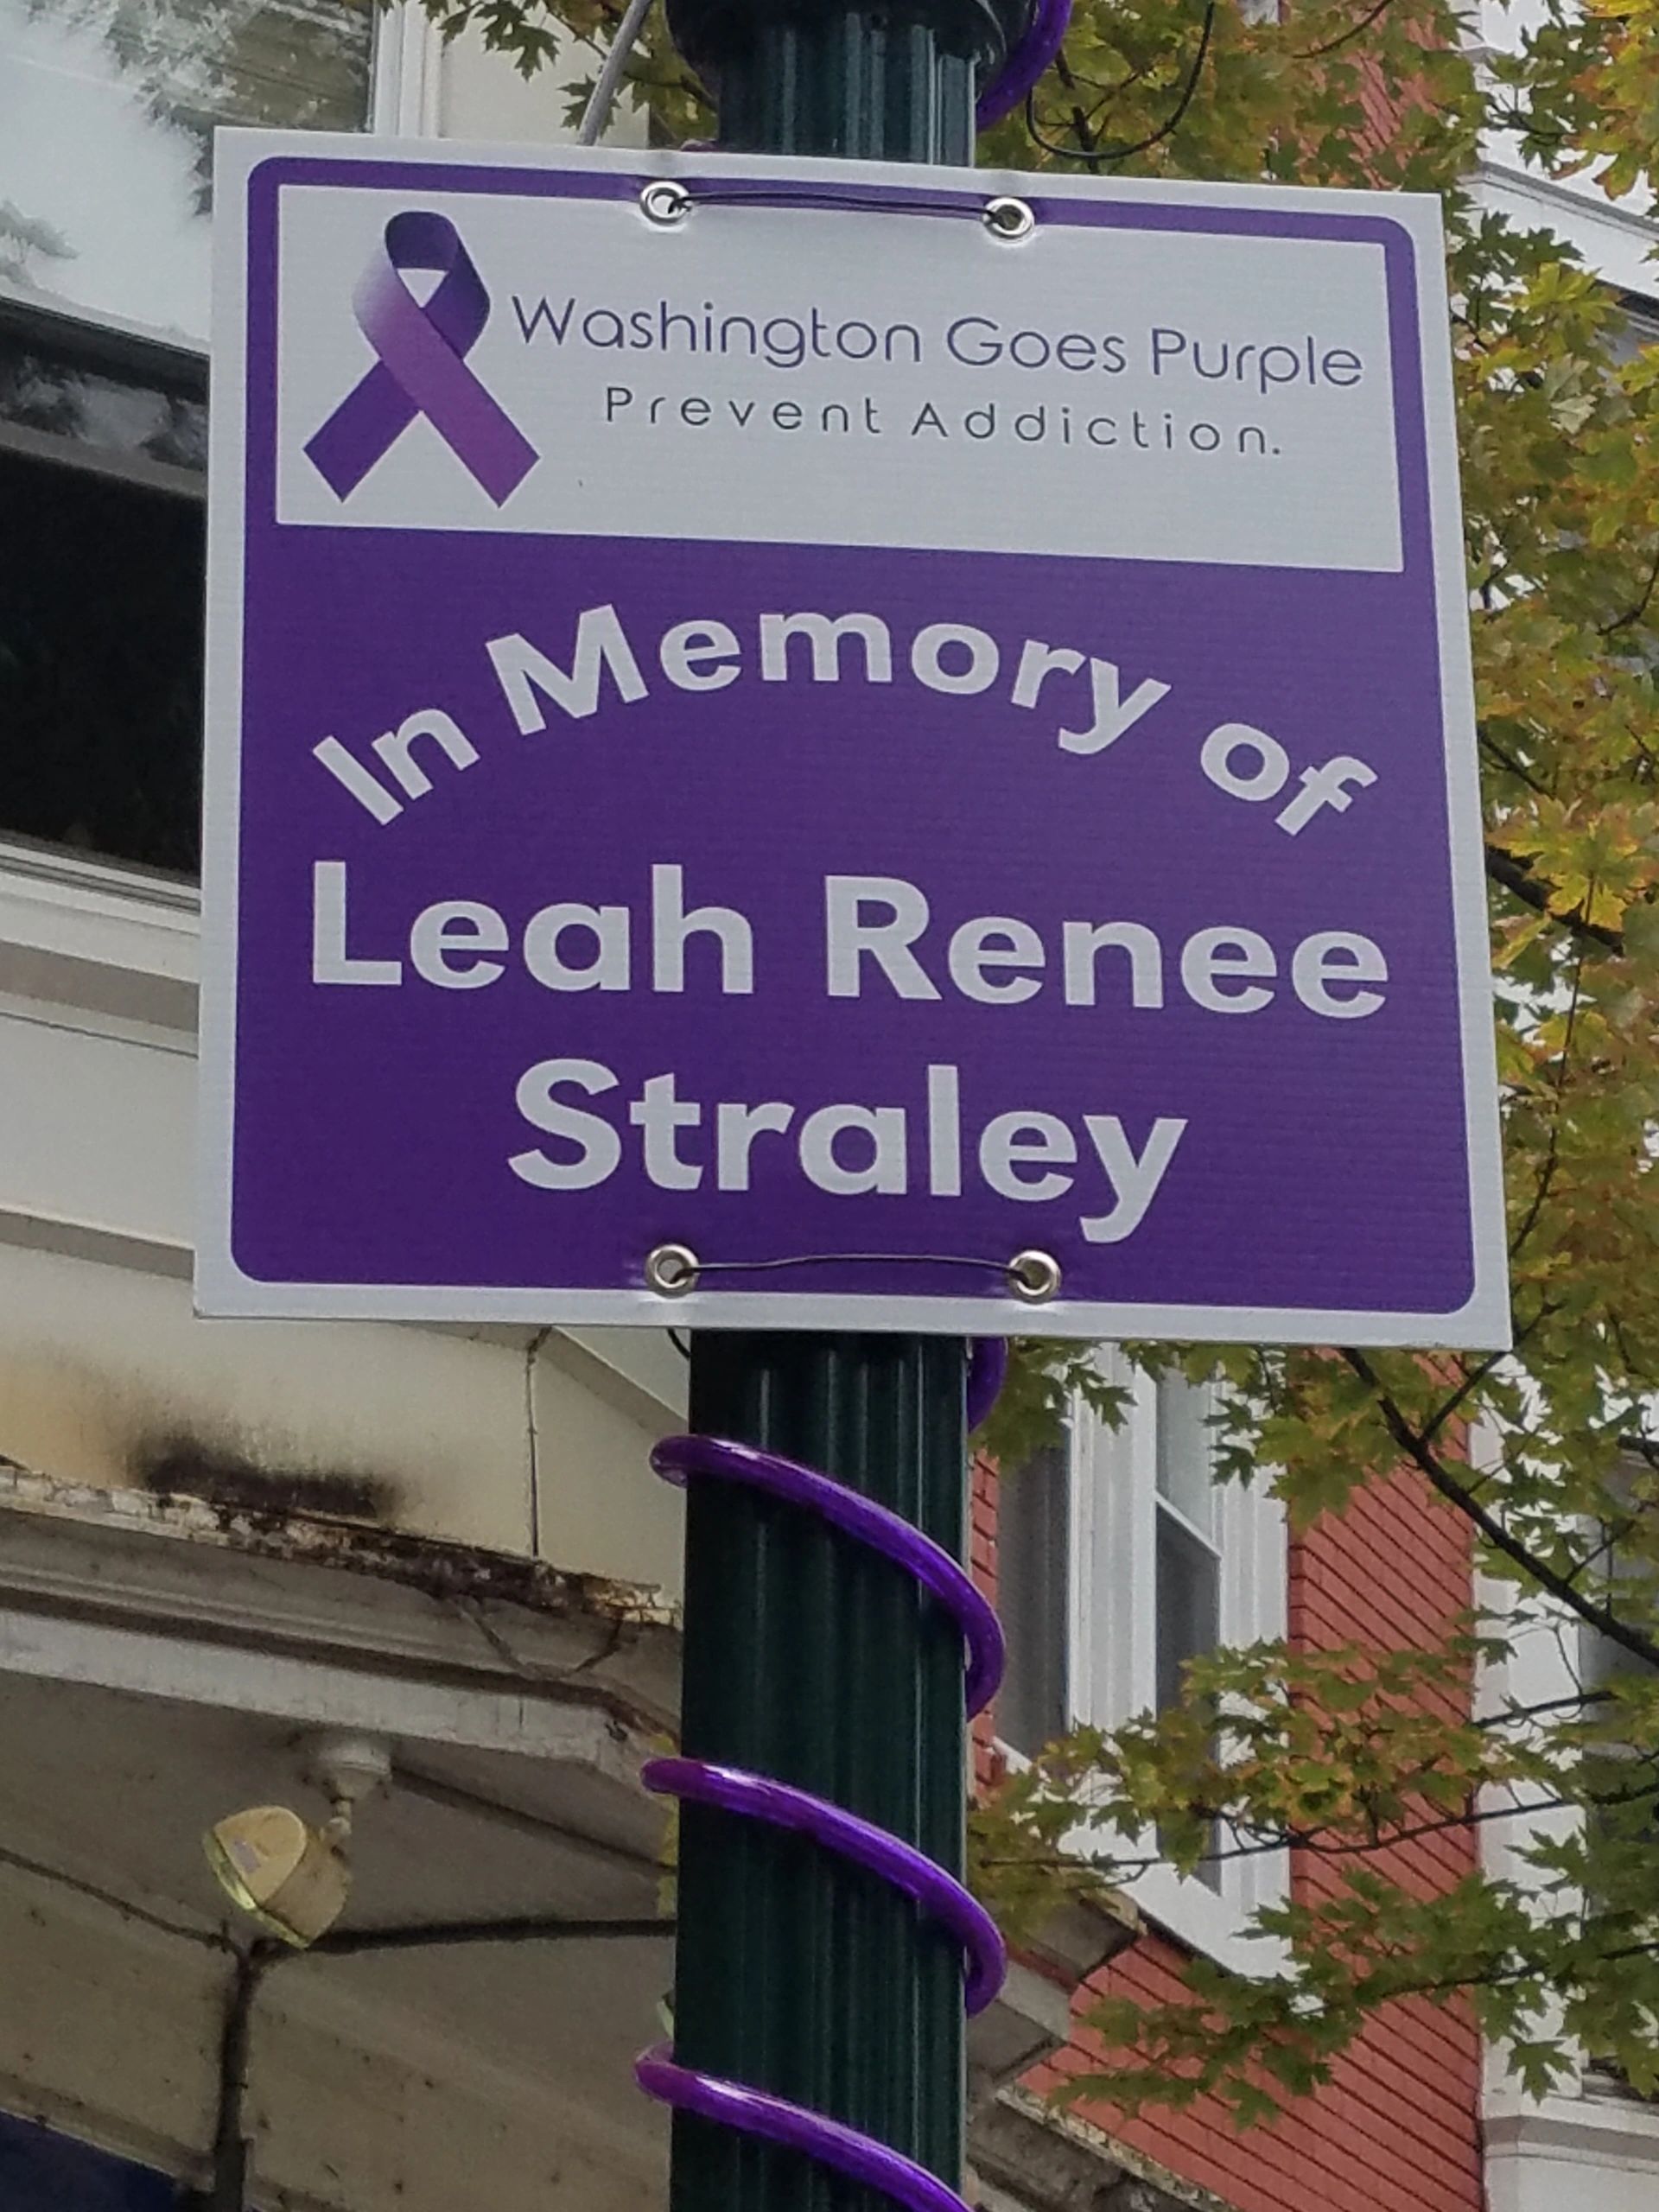 Washington Goes Purple
Prevent Addiction.
In Memory of
Leah Renee
Straley